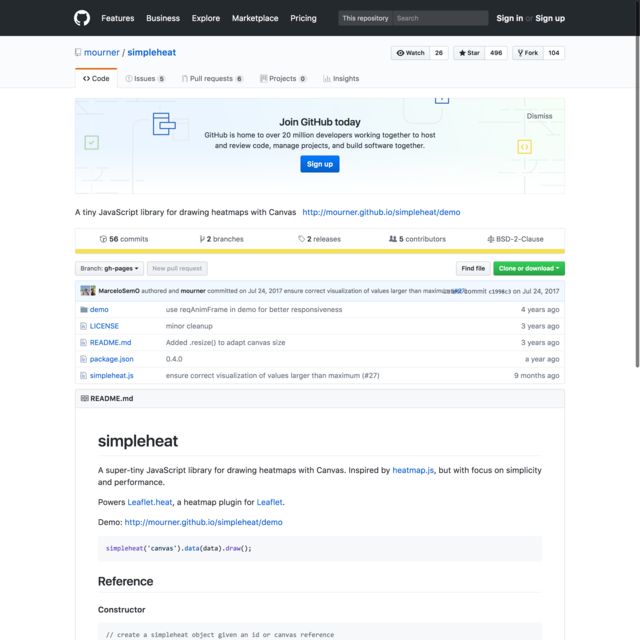 Features Business Explore Marketplace Pricing This repository Search Sign in or Sign up
mourner / simpleheat Watch 26 Star 496 Fork 104
Code Issues 5 Pull requests 6 Projects 0 Insights
Join GitHub today
Dismiss
GitHub is home to over 20 million developers working together to host
and review code, manage projects, and build software together.
Sign up
A tiny JavaScript library for drawing heatmaps with Canvas http://mourner.github.io/simpleheat/demo
56 commits 2 branches 2 releases 5 contributors BSD-2-Clause
Branch: gh-pages New pull request Find file Clone or download
MarceloSemO authored and mourner committed on Jul 24, 2017 ensure correct visualization of values larger than commit c1998c3 on Jul 24, 2017
demo use reqAnimFrame in demo for better responsiveness 4 years ago
LICENSE minor cleanup 3 years ago
README.md Added .resize() to adapt canvas size 3 years ago
package.json 0.4.0 a year ago
simpleheat.js ensure correct visualization of values larger than maximum (#27) 9 months ago
README.md
simpleheat
A super-tiny JavaScript library for drawing heatmaps with Canvas. Inspired by heatmap.js, but with focus on simplicity
and performance.
Powers Leaflet.heat, a heatmap plugin for Leaflet.
Demo: http://mourner.github.io/simpleheat/demo
simpleheat('canvas').data(data).draw();
Reference
Constructor
// create a simpleheat object given an id or canvas reference